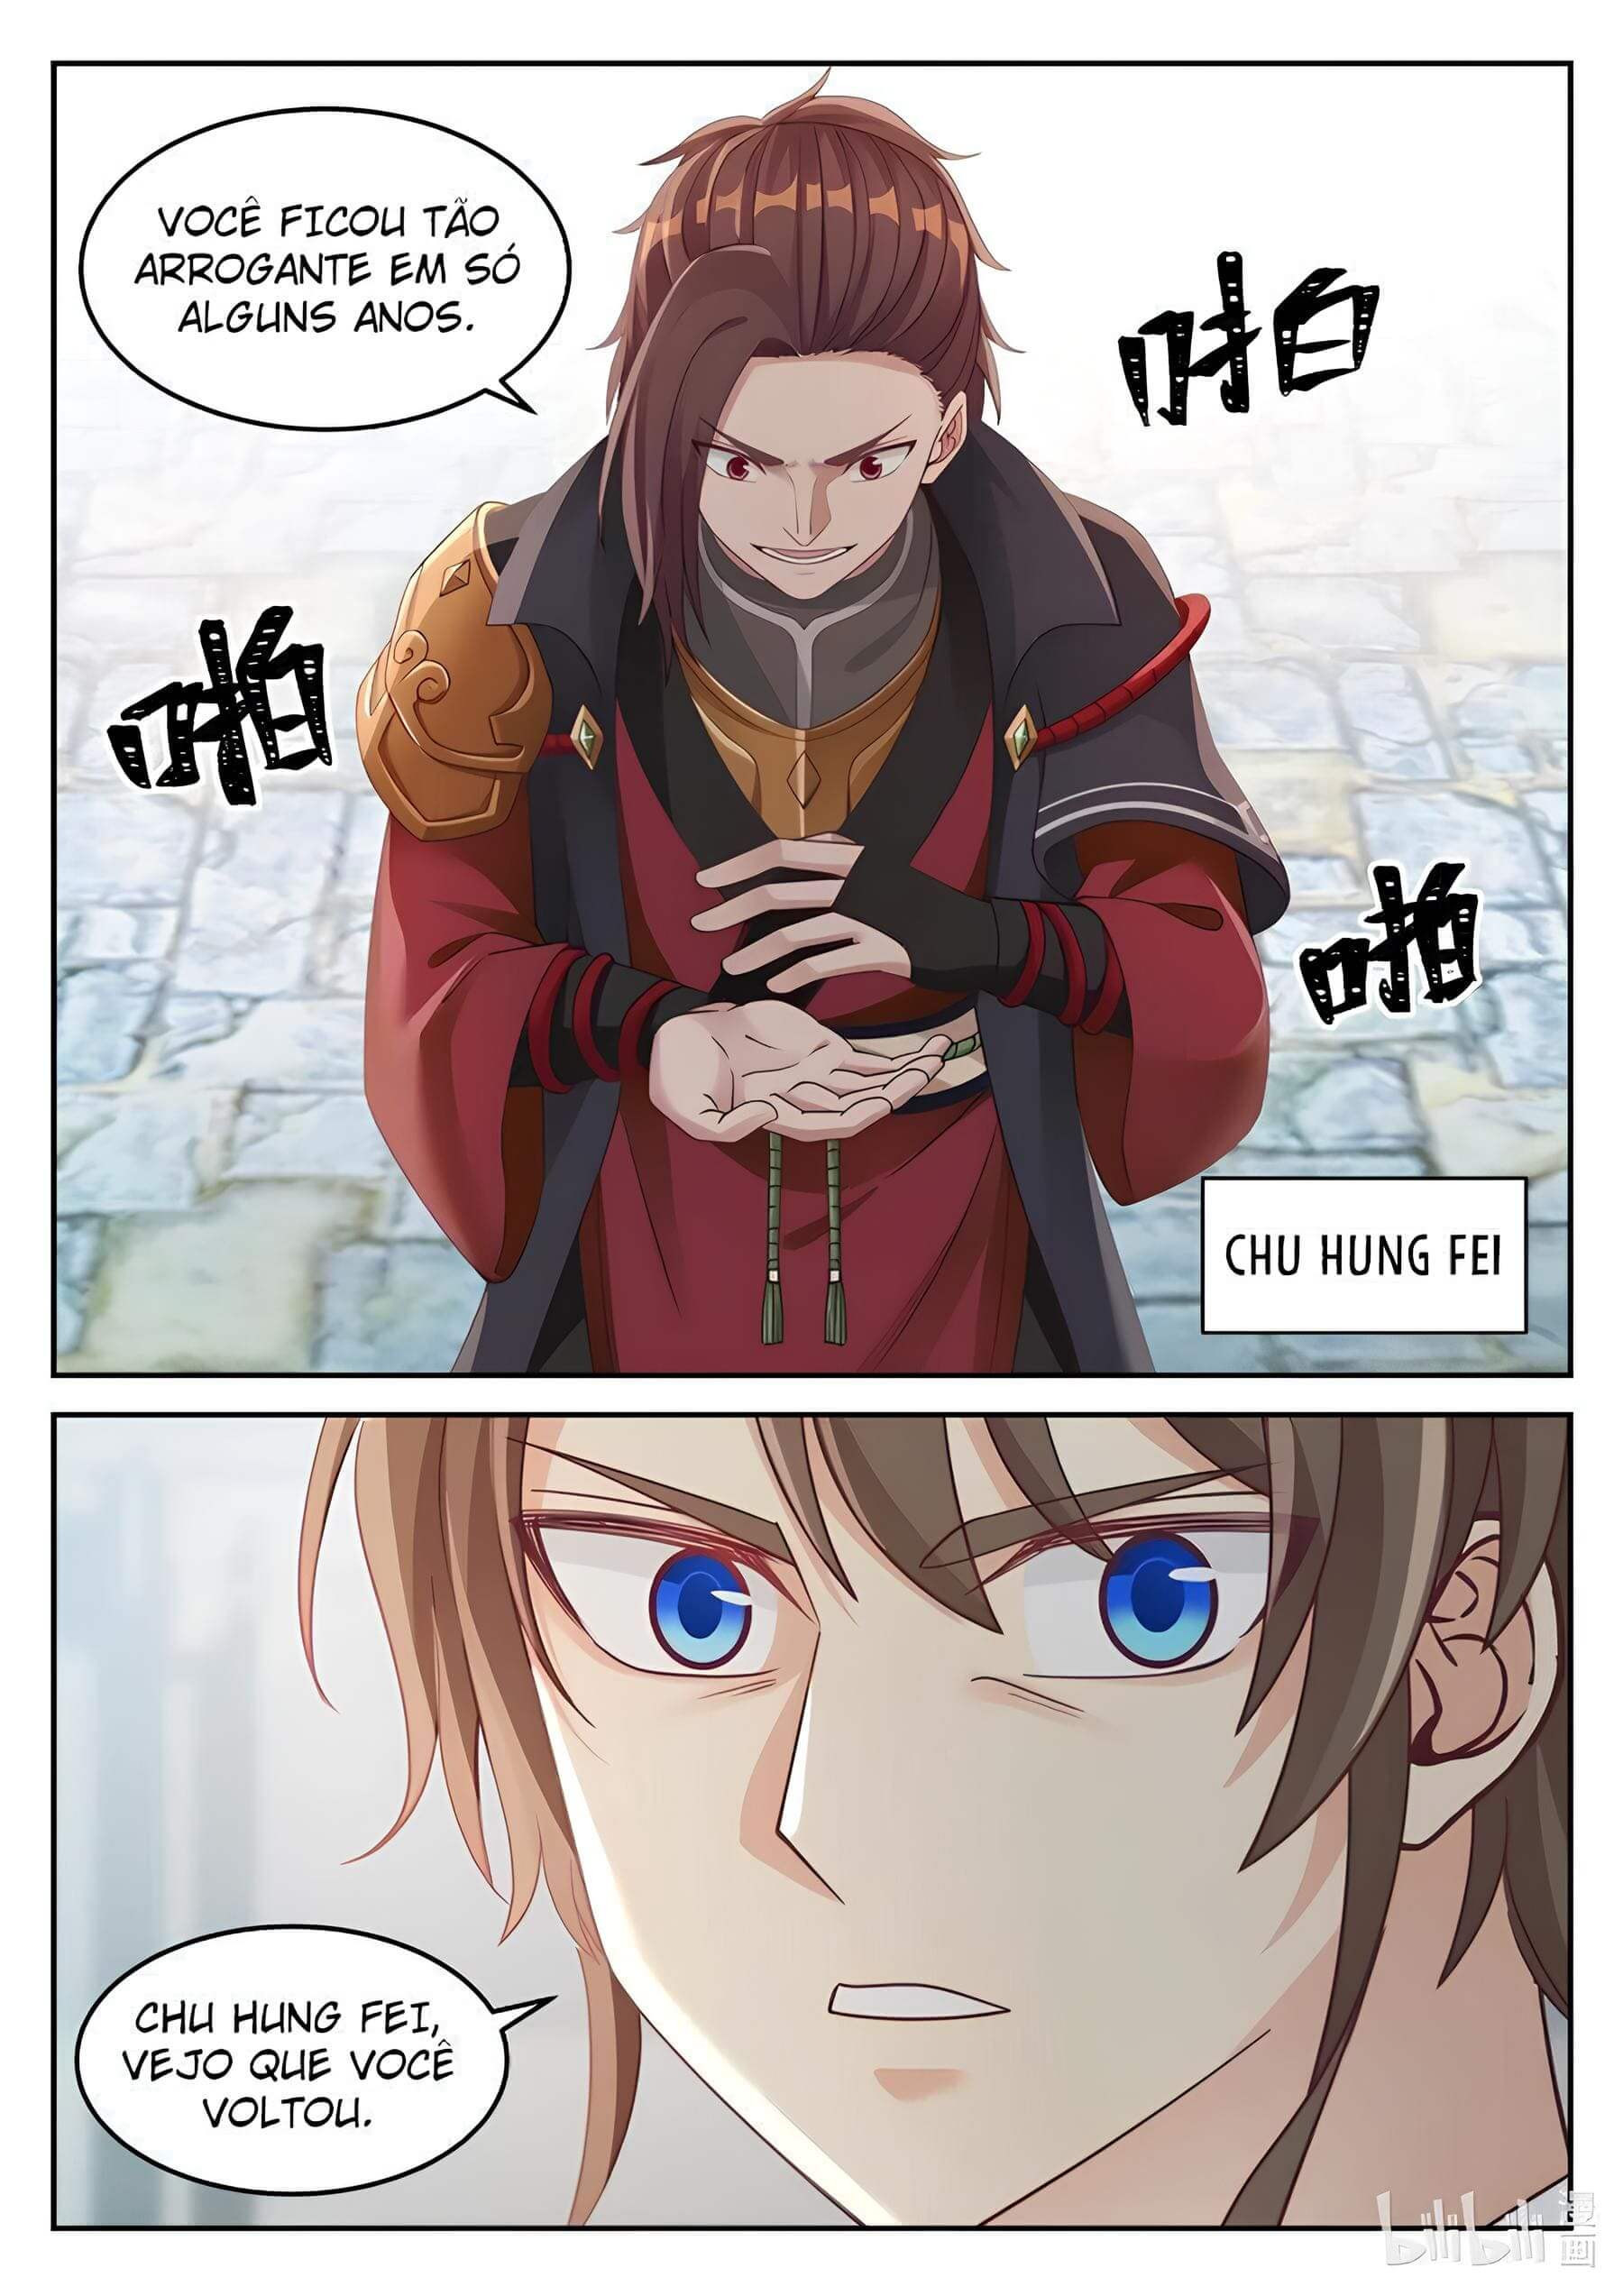 VOCÊ FICOU TÃO
ARROGANTE EM SÓ
ALGUNS ANOS.
啪
啪
啪
CHU HUNG FEI
CHU HUNG FEI,
VEJO QUE VOCÊ
VOLTOU.
bilibili 漫画